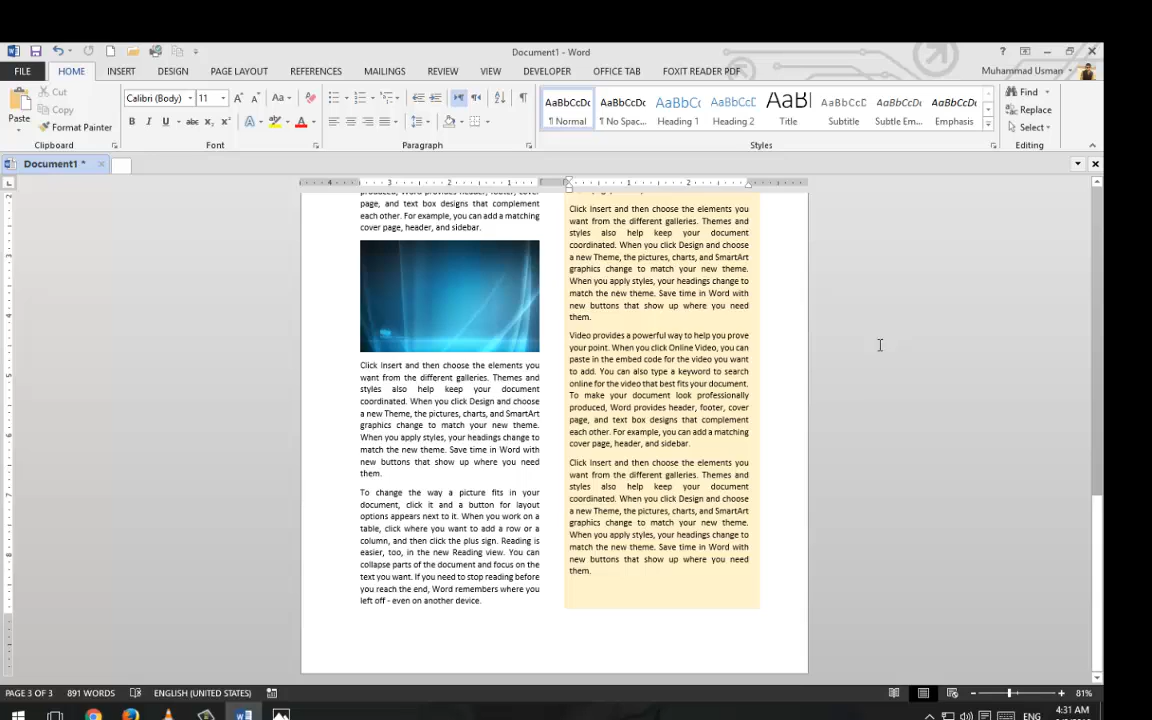 Document1 - Word
FILE HOME INSERT DESIGN PAGE LAYOUT REFERENCES MAILINGS REVIEW VIEW DEVELOPER OFFICE TAB FOXIT READER PDF Muhammad Usman
Cut
Copy
Paste Format Painter
Clipboard
Calibri (Body) 11
Font
Paragraph
AaBbCcDc AaBbCcDc AaBbC AaBbCcD AaB AaBbCcD AaBbCcDc AaBbCcDc
¶ Normal ¶ No Spac... Heading 1 Heading 2 Title Subtitle Subtle Em... Emphasis
Styles
Find
Replace
Select
Editing
Document1 *
page, and text box designs that complement
each other. For example, you can add a matching
cover page, header, and sidebar.
Click Insert and then choose the elements you
want from the different galleries. Themes and
styles also help keep your document
coordinated. When you click Design and choose
a new Theme, the pictures, charts, and SmartArt
graphics change to match your new theme.
When you apply styles, your headings change to
match the new theme. Save time in Word with
new buttons that show up where you need
them.
To change the way a picture fits in your
document, click it and a button for layout
options appears next to it. When you work on a
table, click where you want to add a row or a
column, and then click the plus sign. Reading is
easier, too, in the new Reading view. You can
collapse parts of the document and focus on the
text you want. If you need to stop reading before
you reach the end, Word remembers where you
left off - even on another device.
Click Insert and then choose the elements you
want from the different galleries. Themes and
styles also help keep your document
coordinated. When you click Design and choose
a new Theme, the pictures, charts, and SmartArt
graphics change to match your new theme.
When you apply styles, your headings change to
match the new theme. Save time in Word with
new buttons that show up where you need
them.
Video provides a powerful way to help you prove
your point. When you click Online Video, you can
paste in the embed code for the video you want
to add. You can also type a keyword to search
online for the video that best fits your document.
To make your document look professionally
produced, Word provides header, footer, cover
page, and text box designs that complement
each other. For example, you can add a matching
cover page, header, and sidebar.
Click Insert and then choose the elements you
want from the different galleries. Themes and
styles also help keep your document
coordinated. When you click Design and choose
a new Theme, the pictures, charts, and SmartArt
graphics change to match your new theme.
When you apply styles, your headings change to
match the new theme. Save time in Word with
new buttons that show up where you need
them.
PAGE 3 OF 3 891 WORDS ENGLISH (UNITED STATES) 81%
4:31 AM
ENG